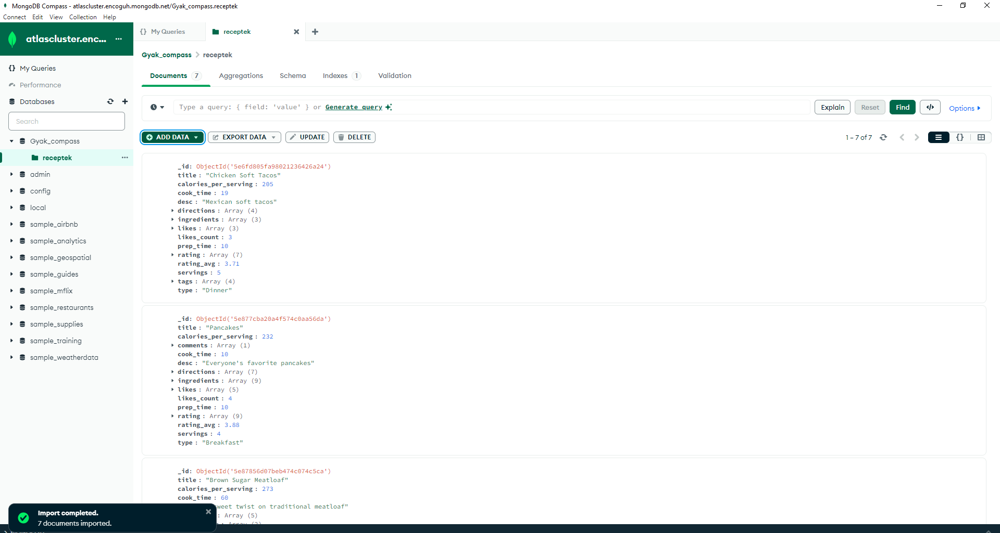 MongoDB Compass - atlascluster.encoguh.mongodb.net/Gyak_compass.receptek
Connect Edit View Collection Help
atlascluster.enc... ···
My Queries
receptek
Gyak_compass > receptek
{} My Queries
Performance
Databases
Search
Gyak_compass
receptek ···
admin
config
local
sample_airbnb
sample_analytics
sample_geospatial
sample_guides
sample_mflix
sample_restaurants
sample_supplies
sample_training
sample_weatherdata
Documents 7 Aggregations Schema Indexes 1 Validation
Type a query: { field: 'value' } or Generate query
Explain Reset Find </> Options
ADD DATA EXPORT DATA UPDATE DELETE
1 – 7 of 7 {}
_id: ObjectId('5e6fd805fa98021236426a24')
title : "Chicken Soft Tacos"
calories_per_serving : 205
cook_time : 19
desc : "Mexican soft tacos"
directions : Array (4)
ingredients : Array (3)
likes : Array (3)
likes_count : 3
prep_time : 10
rating : Array (7)
rating_avg : 3.71
servings : 5
tags : Array (4)
type : "Dinner"
_id: ObjectId('5e877cba20a4f574c0aa56da')
title : "Pancakes"
calories_per_serving : 232
comments : Array (1)
cook_time : 10
desc : "Everyone's favorite pancakes"
directions : Array (7)
ingredients : Array (9)
likes : Array (5)
likes_count : 4
prep_time : 10
rating : Array (9)
rating_avg : 3.88
servings : 4
type : "Breakfast"
_id: ObjectId('5e87856d07beb474c074c5ca')
title : "Brown Sugar Meatloaf"
calories_per_serving : 273
cook_time : 60
sweet twist on traditional meatloaf"
: Array (5)
Import completed.
7 documents imported.